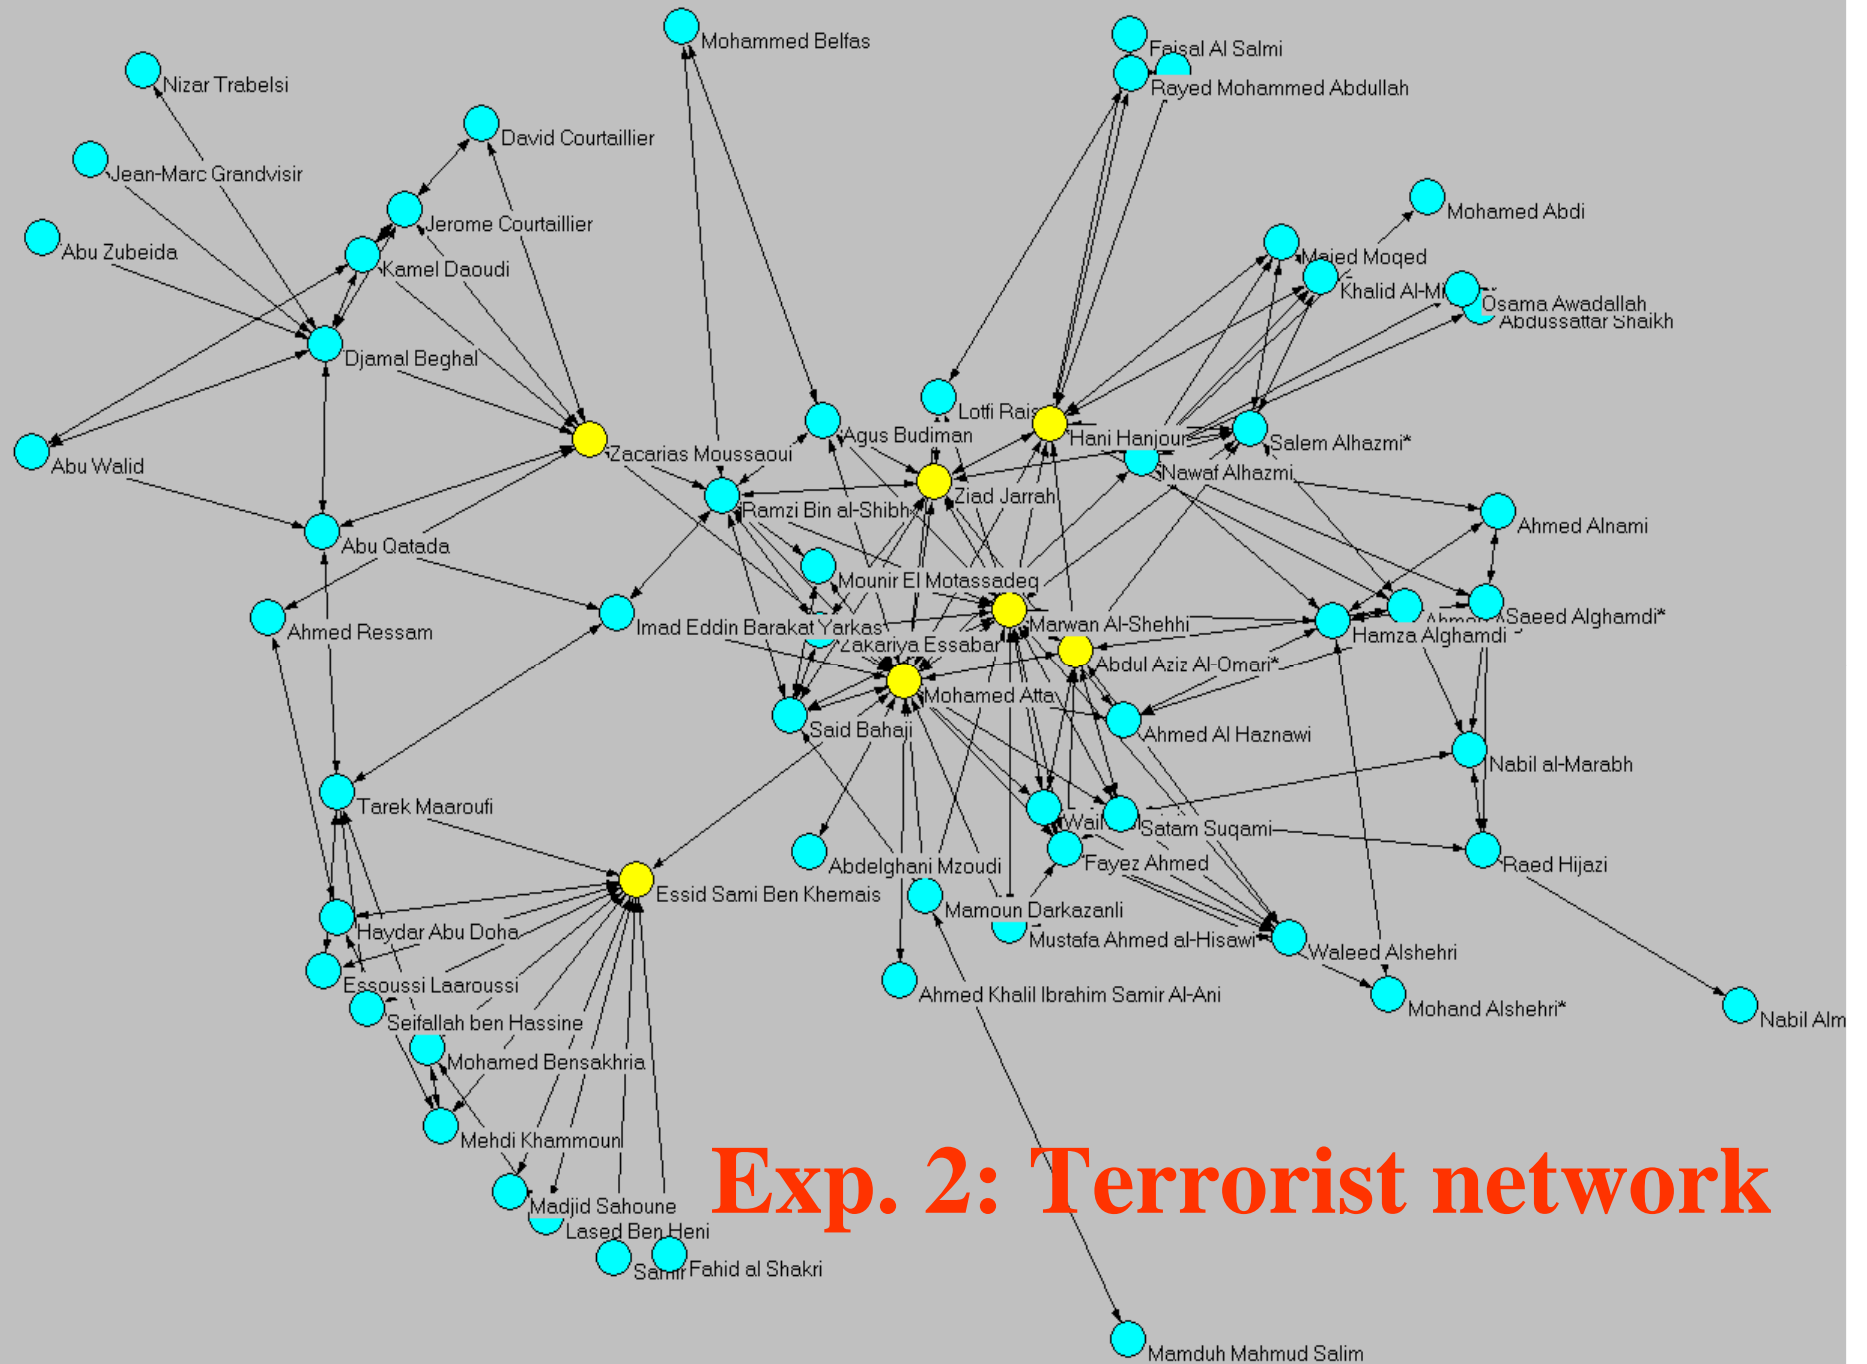 Mohammed Belfas
Faisal Al Salmi
Nizar Trabelsi
Rayed Mohammed Abdullah
David Courtaillier
Jean-Marc Grandvisir
Mohamed Abdi
Jerome Courtaillier
Abu Zubeida
Majed Moqed
Kamel Daoudi
Khalid
Osama Awadallah
Abdussattar Shaikh
Djamal Beghal
Lotfi
Agus Budiman
Hani Hanjour
Salem Alhazmi*
Zacarias Moussaoui
Abu Walid
Nawaf Alhazmi
Ziad Jarrah
Ramzi Bin al-Shibh
Ahmed Alnami
Abu Qatada
Mounir El Motassadeq
Saeed Alghamdi*
Imad Eddin Barakat Yarkas
Marwan Al-Shehhi
Ahmed Ressam
Hamza Alghamdi
Zakariya Essabar
Abdul Aziz Al-Omari*
Mohamed Atta
Said Bahaji
Ahmed Al Haznawi
Nabil al-Marabh
Tarek Maaroufi
Satam Suqami
Fayez Ahmed
Abdelghani Mzoudi
Raed Hijazi
Essid Sami Ben Khemais
Mamoun Darkazanli
Haydar Abu Doha
Mustafa Ahmed al-Hisawi
Waleed Alshehri
Essoussi Laaroussi
Ahmed Khalil Ibrahim Samir Al-Ani
Mohand Alshehri*
Seifallah ben Hassine
Nabil Alm
Mohamed Bensakhria
Mehdi Khammoun
Exp. 2: Terrorist network
Madjid Sahoune
Lased Ben Heni
Fahid al Shakri
Mamduh Mahmud Salim